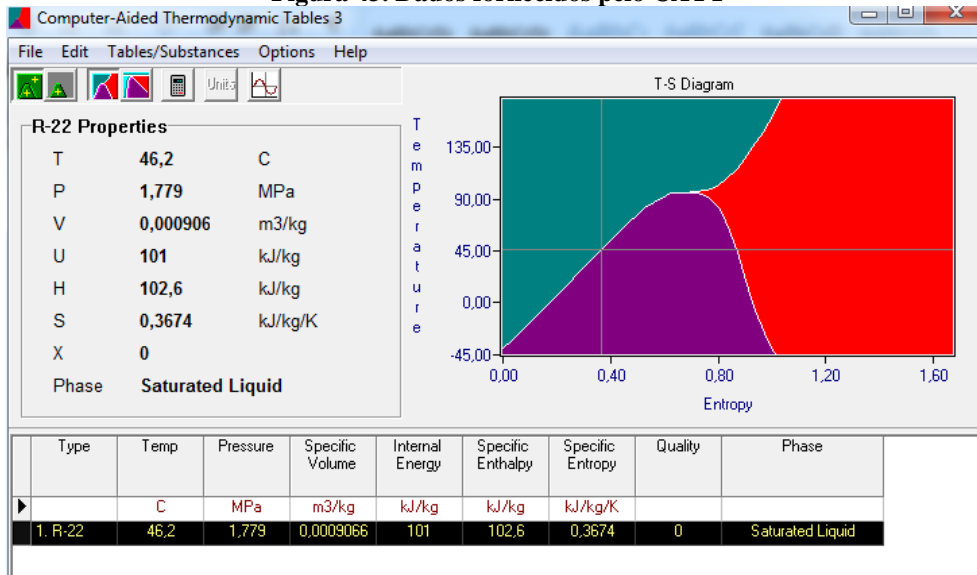 Figura Dados fornecidos pelo
Computer-Aided Thermodynamic Tables 3
File Edit Tables/Substances Options Help
Units
R-22 Properties
T 46,2 C
P 1,779 MPa
V 0,000906 m3/kg
U 101 kJ/kg
H 102,6 kJ/kg
S 0,3674 kJ/kg/K
X 0
Phase Saturated Liquid
T-S Diagram
Temperature
135,00
90,00
45,00
0,00
-45,00
0,00 0,40 0,80 1,20 1,60
Entropy
Type Temp Pressure Specific Volume Internal Energy Specific Enthalpy Specific Entropy Quality Phase
C MPa m3/kg kJ/kg kJ/kg kJ/kg/K
1. R-22 46,2 1,779 0,0009066 101 102,6 0,3674 0 Saturated Liquid